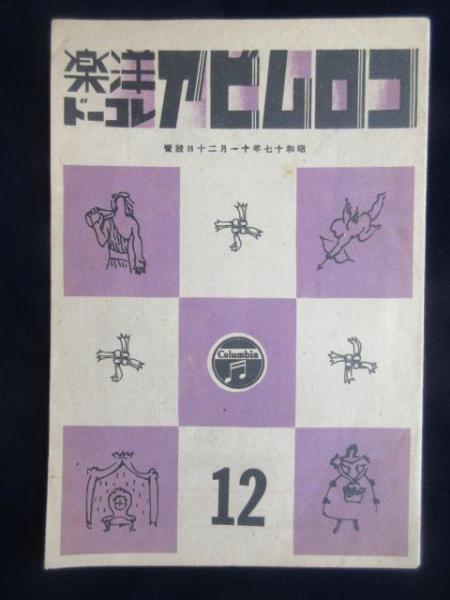 コロムビア
洋楽
レコード
昭和十七年十一月二十日發賣
Columbia
12